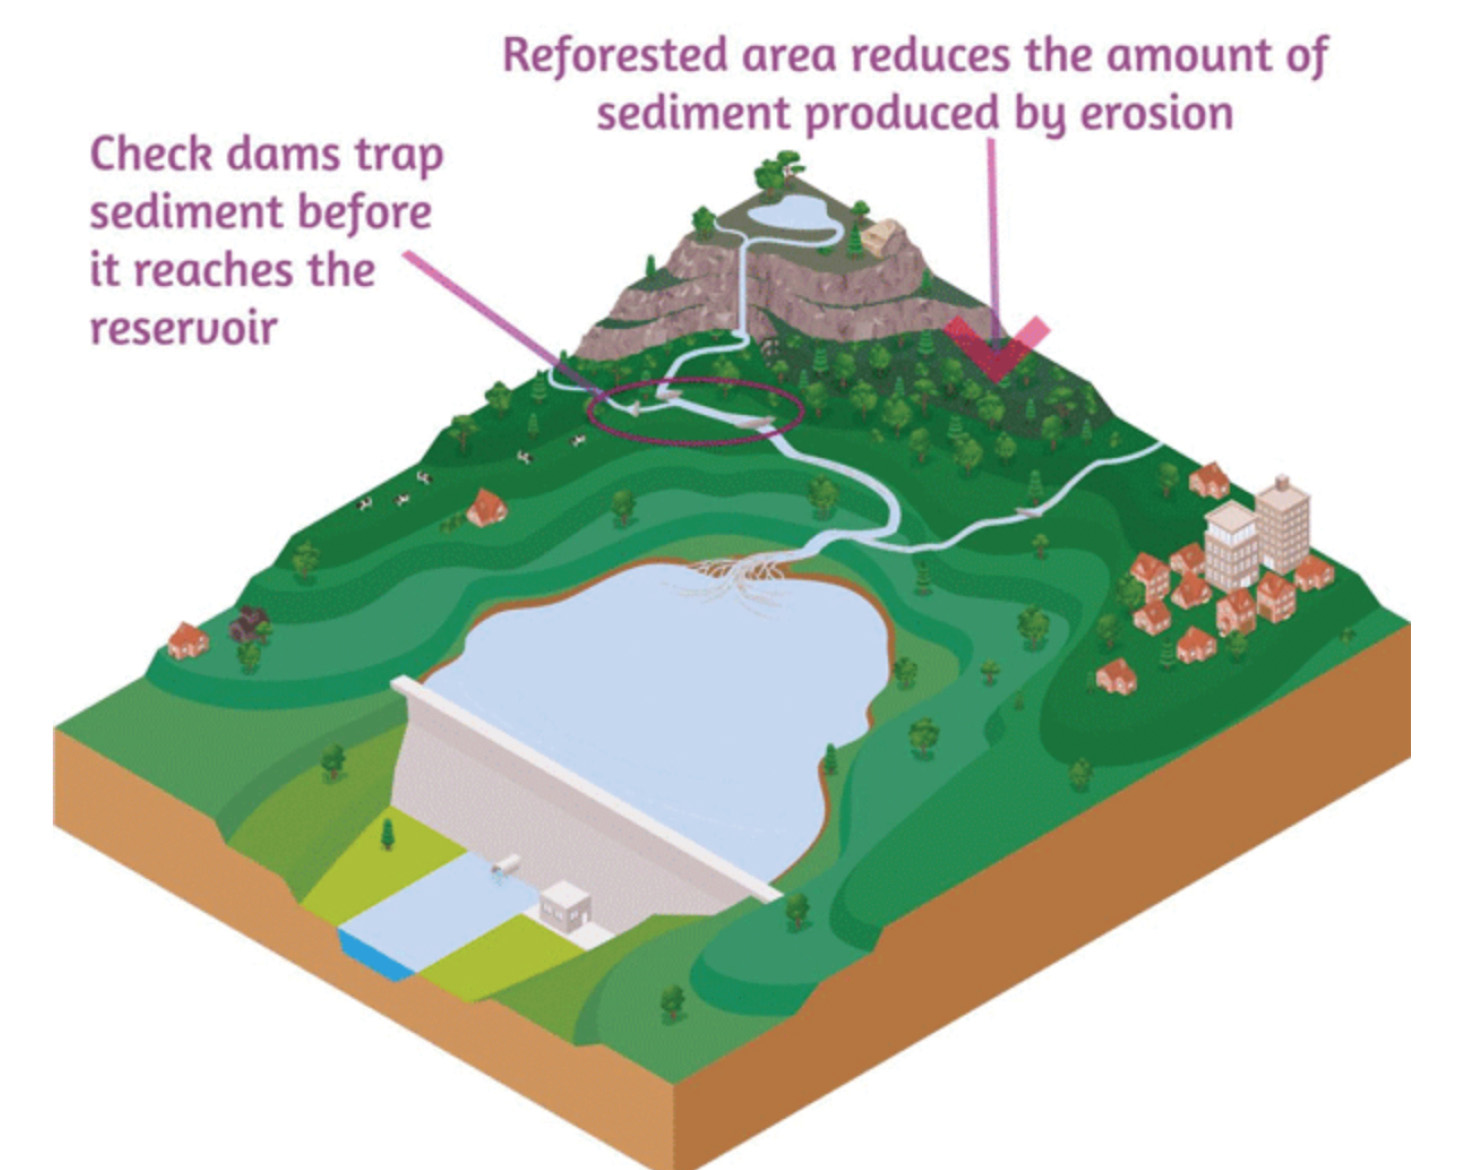 Reforested area reduces the amount of
sediment produced by erosion
Check dams trap
sediment before
it reaches the
reservoir